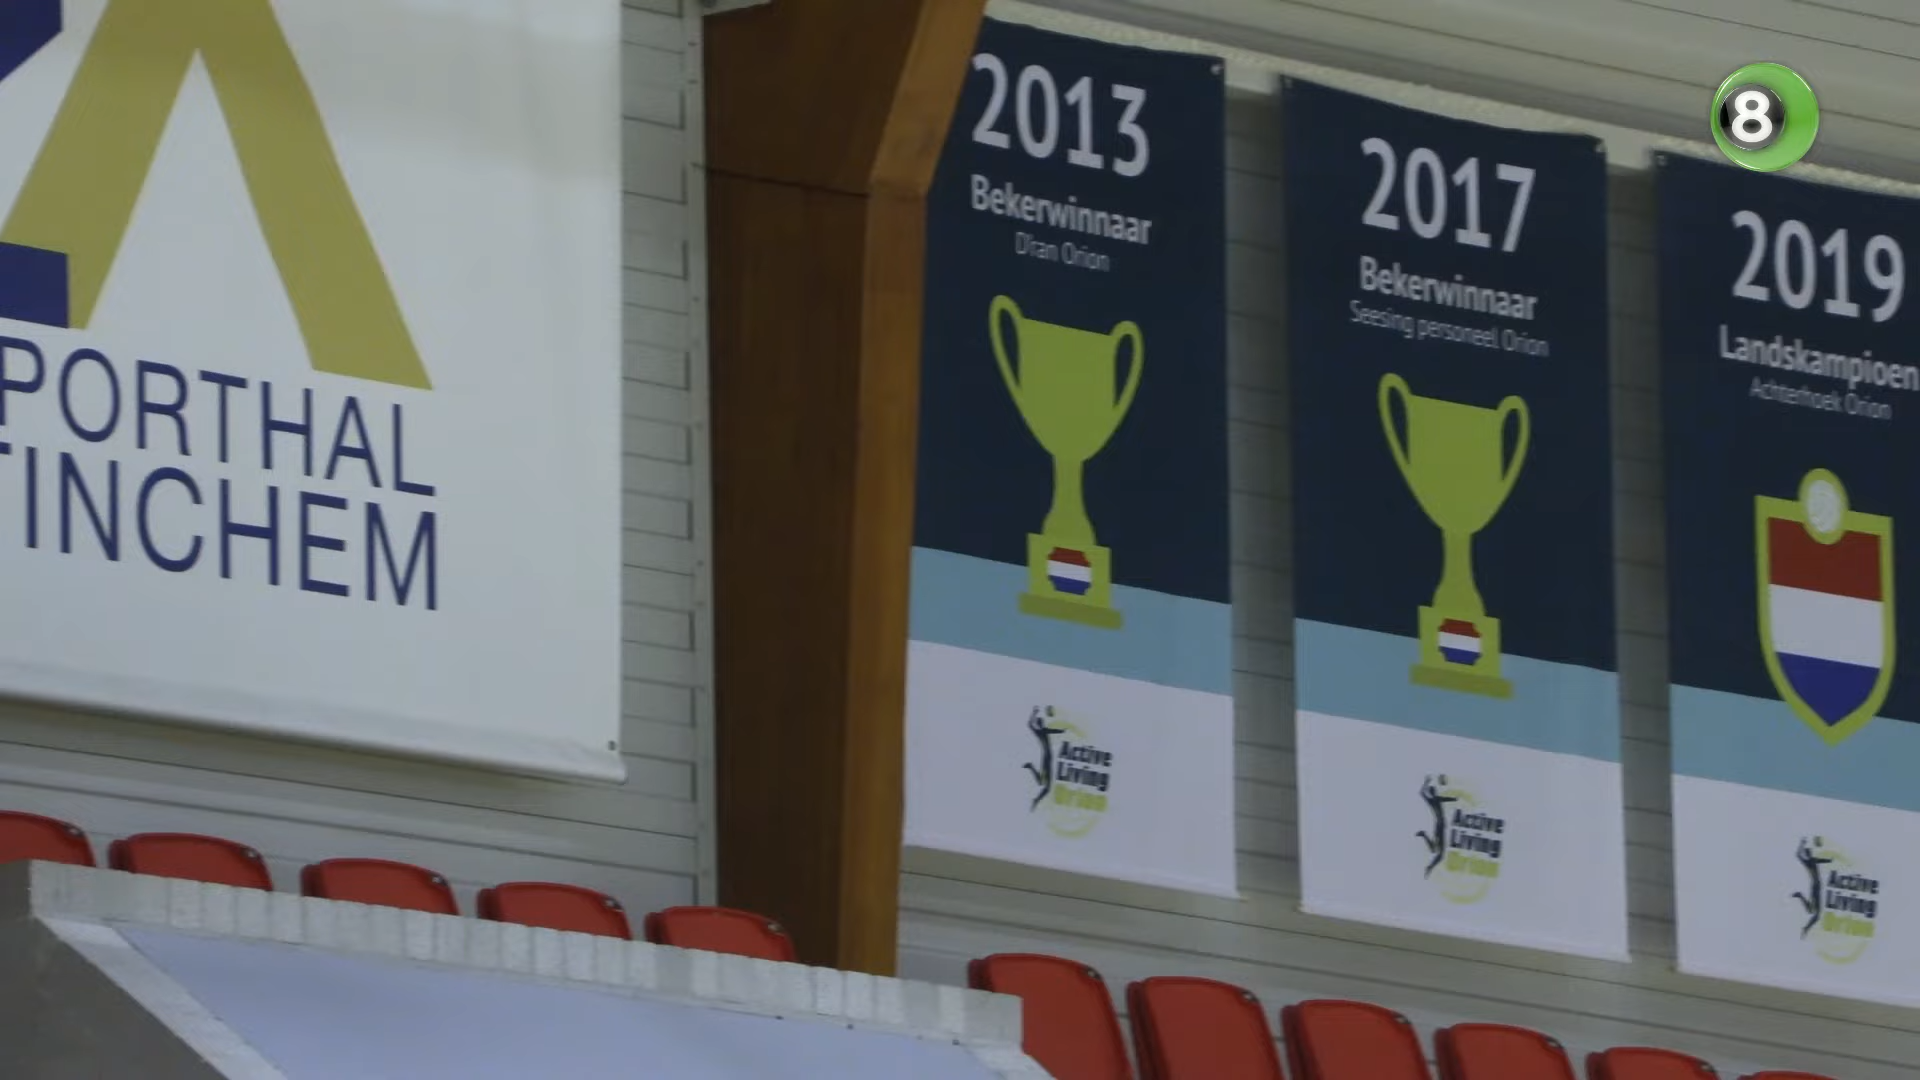 PORTHAL
TINCHEM
2013
Bekerwinnaar
D'ran Orion
Active
Living
Orion
2017
Bekerwinnaar
Seesing personeel Orion
Active
Living
Orion
2019
Landskampioen
Achterhoek Orion
Active
Living
Orion
8